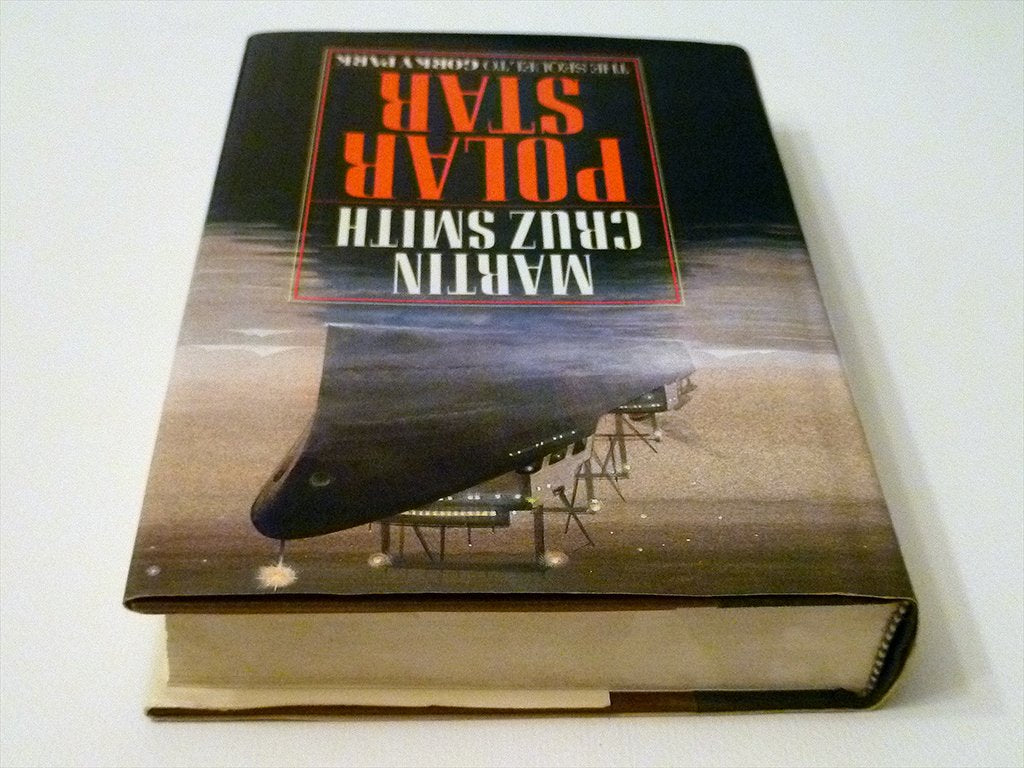 MARTIN
CRUZ SMITH
POLAR
STAR
THE SEQUEL TO GORKY PARK